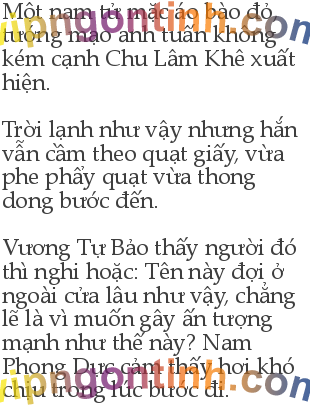 Một nam tử mặc áo bào đỏ,
tướng mạo anh tuấn không
kém cạnh Chu Lâm Khê xuất
hiện.

Trời lạnh như vậy nhưng hắn
vẫn cầm theo quạt giấy, vừa
phe phẩy quạt vừa thong
dong bước đến.

Vương Tự Bảo thấy người đó
thì nghi hoặc: Tên này đợi ở
ngoài cửa lâu như vậy, chẳng
lẽ là vì muốn gây ấn tượng
mạnh như thế này? Nam
Phong Dực cảm thấy hơi khó
chịu trong lúc bước đi.
vipngontinh.com
vipngontinh.com